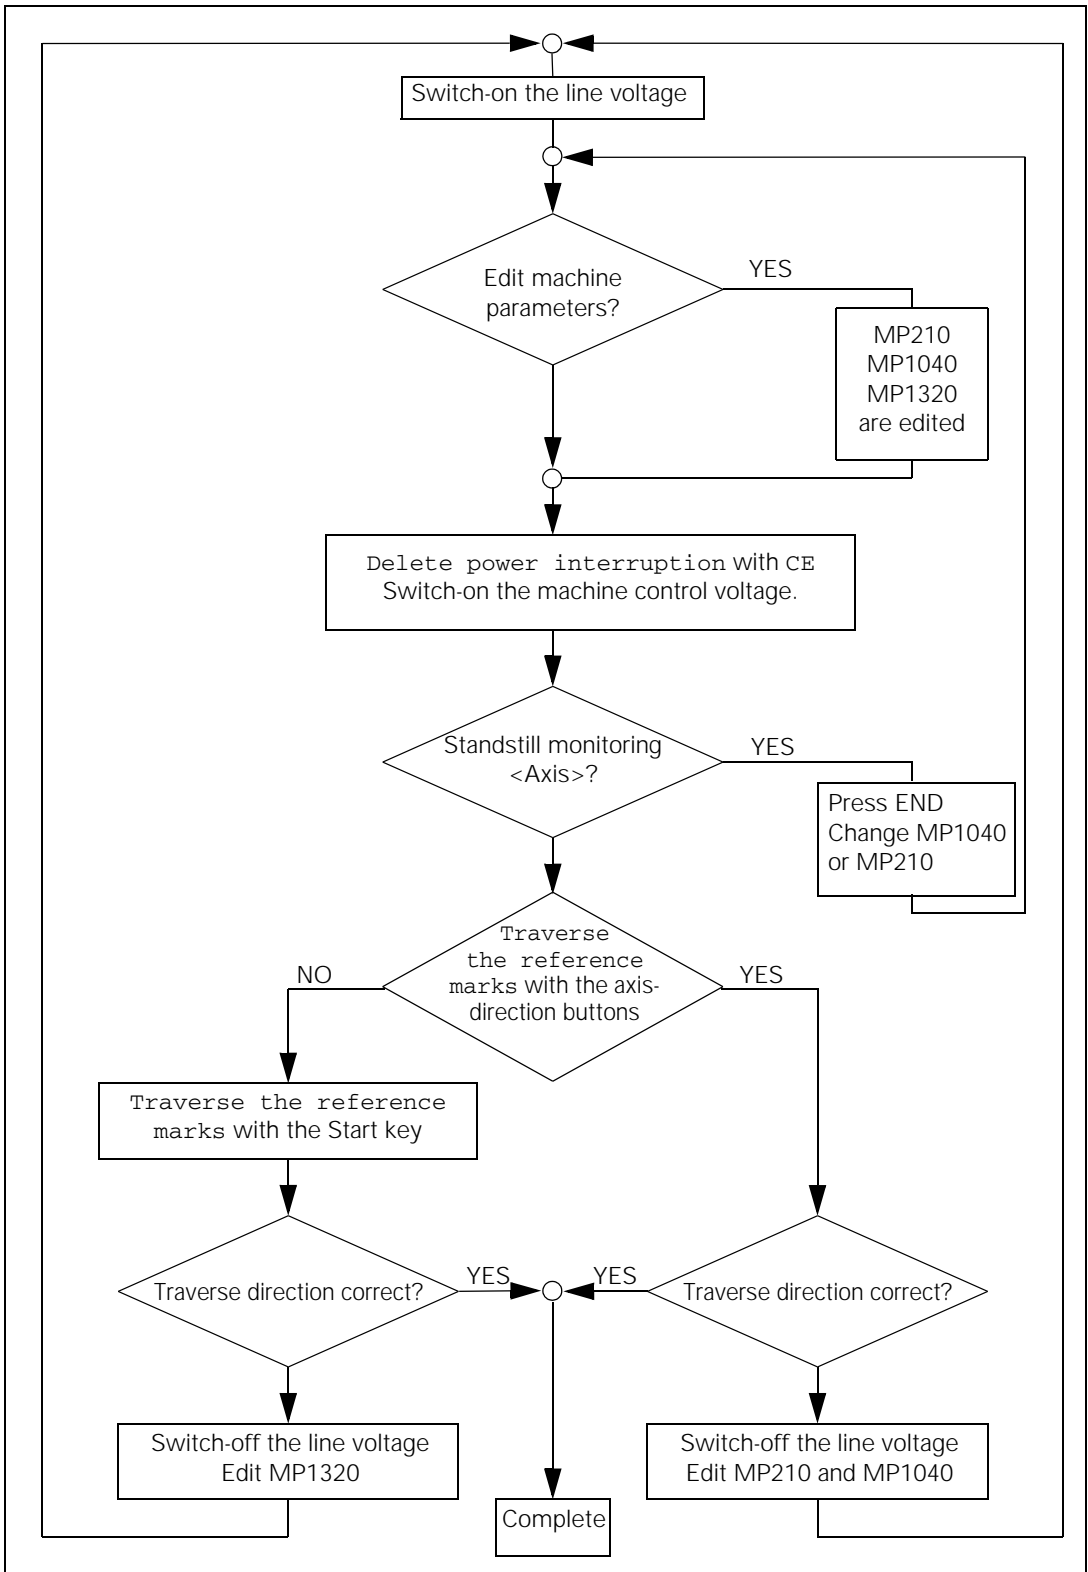 Switch-on the line voltage
Edit machine
parameters?
YES
MP210
MP1040
MP1320
are edited
Delete power interruption with CE
Switch-on the machine control voltage.
Standstill monitoring
<Axis>?
YES
Press END
Change MP1040
or MP210
Traverse
the reference
marks with the axis-
direction buttons
NO
YES
Traverse the reference
marks with the Start key
Traverse direction correct?
YES
YES
Traverse direction correct?
Switch-off the line voltage
Edit MP1320
Switch-off the line voltage
Edit MP210 and MP1040
Complete